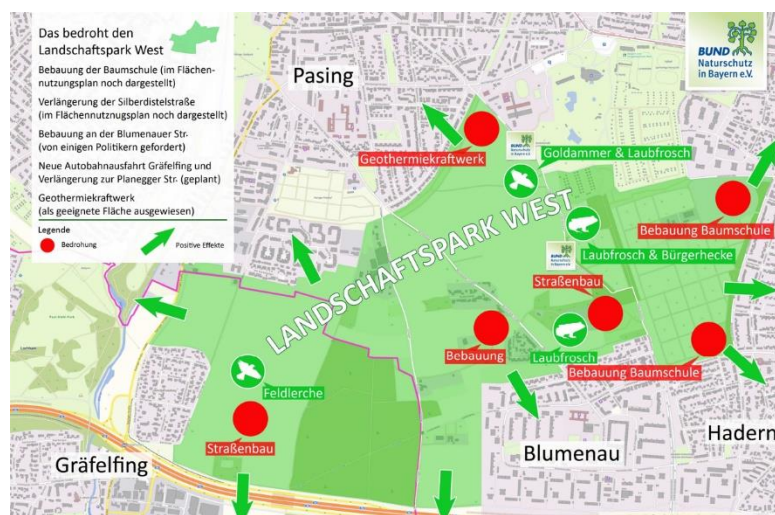 Das bedroht den
Landschaftspark West
Bebauung der Baumschule (im Flächen-
nutzungsplan noch dargestellt)
Verlängerung der Silberdistelstraße
(im Flächennutznugsplan noch dargestellt)
Bebauung an der Blumenauer Str.
(von einigen Politikern gefordert)
Neue Autobahnausfahrt Gräfelfing und
Verlängerung zur Planegger Str. (geplant)
Geothermiekraftwerk
(als geeignete Fläche ausgewiesen)
Legende
Bedrohung
Positive Effekte
BUND
Naturschutz
in Bayern e.V.
Pasing
Geothermiekraftwerk
Goldammer & Laubfrosch
Bebauung Baumschule
LANDSCHAFTSPARK WEST
Laubfrosch & Bürgerhecke
Straßenbau
Bebauung
Laubfrosch
Bebauung Baumschule
Feldlerche
Straßenbau
Gräfelfing
Blumenau
Hadern